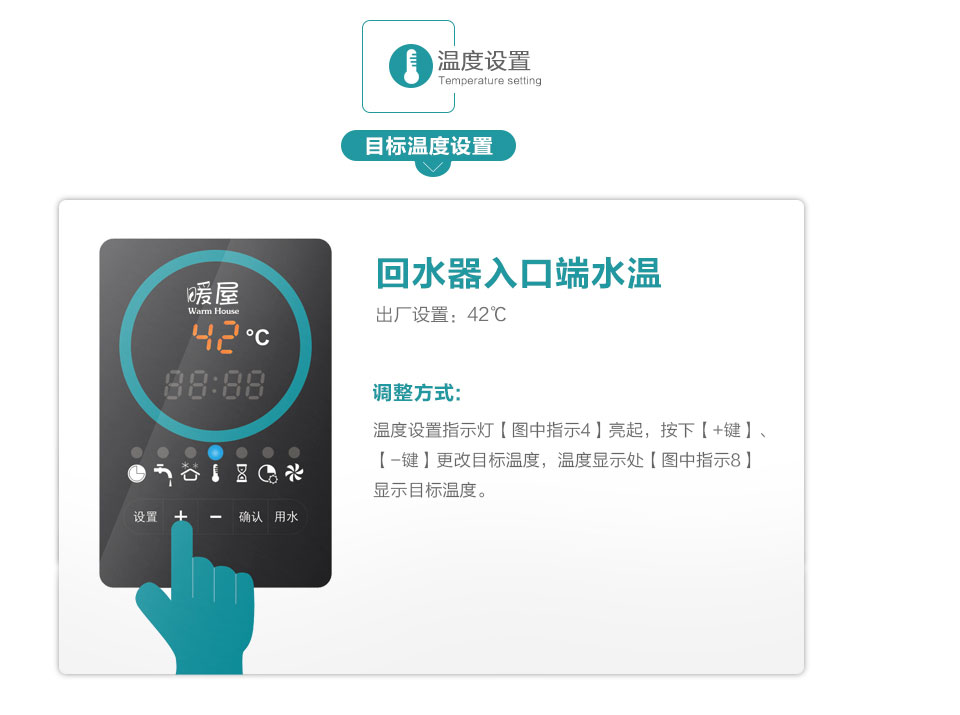 温度设置
Temperature setting
目标温度设置
回水器入口端水温
出厂设置：42℃
暖屋
Warm House
42 °C
88:88
调整方式:
温度设置指示灯【图中指示4】亮起，按下【+键】、
【-键】更改目标温度，温度显示处【图中指示8】
显示目标温度。
设置 + - 确认 用水